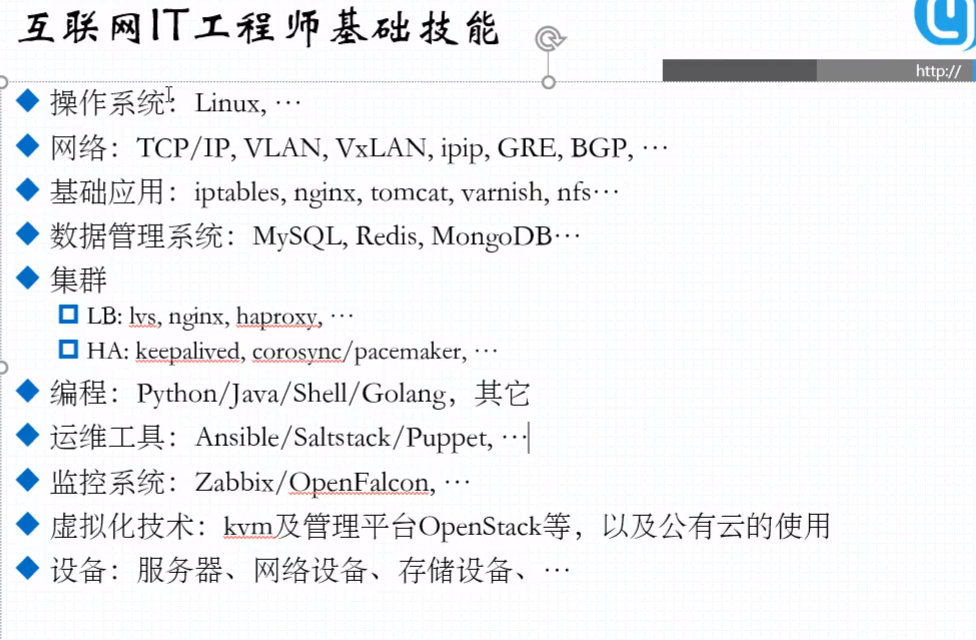 互联网IT工程师基础技能
http://
操作系统：Linux, …
网络：TCP/IP, VLAN, VxLAN, ipip, GRE, BGP, …
基础应用：iptables, nginx, tomcat, varnish, nfs…
数据管理系统：MySQL, Redis, MongoDB…
集群
LB: lvs, nginx, haproxy, …
HA: keepalived, corosync/pacemaker, …
编程：Python/Java/Shell/Golang，其它
运维工具：Ansible/Saltstack/Puppet, …
监控系统：Zabbix/OpenFalcon, …
虚拟化技术：kvm及管理平台OpenStack等，以及公有云的使用
设备：服务器、网络设备、存储设备、…